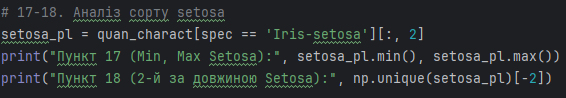 # 17-18. Аналіз сорту setosa
setosa_pl = quan_charact[spec == 'Iris-setosa'][:, 2]
print("Пункт 17 (Min, Max Setosa):", setosa_pl.min(), setosa_pl.max())
print("Пункт 18 (2-й за довжиною Setosa):", np.unique(setosa_pl)[-2])